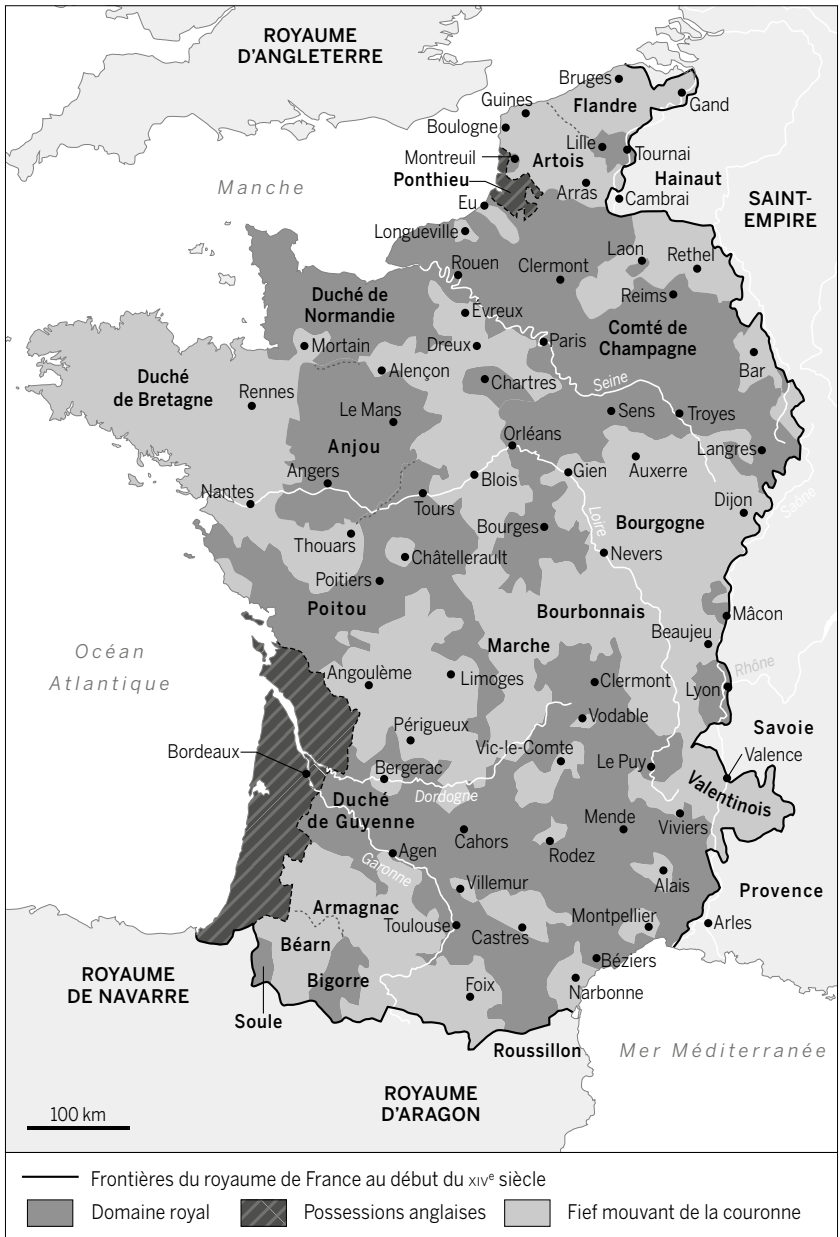 ROYAUME
D'ANGLETERRE
Bruges
Flandre
Gand
Guines
Boulogne
Lille
Montreuil
Artois
Tournai
Ponthieu
Hainaut
Arras
Manche
Eu
Cambrai
SAINT-
EMPIRE
Longueville
Laon
Rethel
Rouen
Clermont
Reims
Duché de
Normandie
Évreux
Comté de
Champagne
Mortain
Dreux
Paris
Bar
Duché
de Bretagne
Alençon
Chartres
Seine
Rennes
Le Mans
Sens
Troyes
Anjou
Orléans
Langres
Auxerre
Angers
Blois
Gien
Nantes
Tours
Loire
Dijon
Saône
Bourges
Bourgogne
Thouars
Châtellerault
Nevers
Poitiers
Poitou
Bourbonnais
Mâcon
Océan
Atlantique
Marche
Beaujeu
Rhône
Angoulême
Limoges
Clermont
Lyon
Vodable
Savoie
Périgueux
Bordeaux
Vic-le-Comte
Le Puy
Valence
Bergerac
Dordogne
Valentinois
Duché
de Guyenne
Mende
Viviers
Cahors
Agen
Rodez
Garonne
Alais
Villemur
Provence
Armagnac
Toulouse
Castres
Montpellier
Arles
Béarn
ROYAUME
DE NAVARRE
Bigorre
Béziers
Foix
Narbonne
Soule
Roussillon
Mer Méditerranée
ROYAUME
D'ARAGON
100 km
Frontières du royaume de France au début du XIVe siècle
Domaine royal
Possessions anglaises
Fief mouvant de la couronne